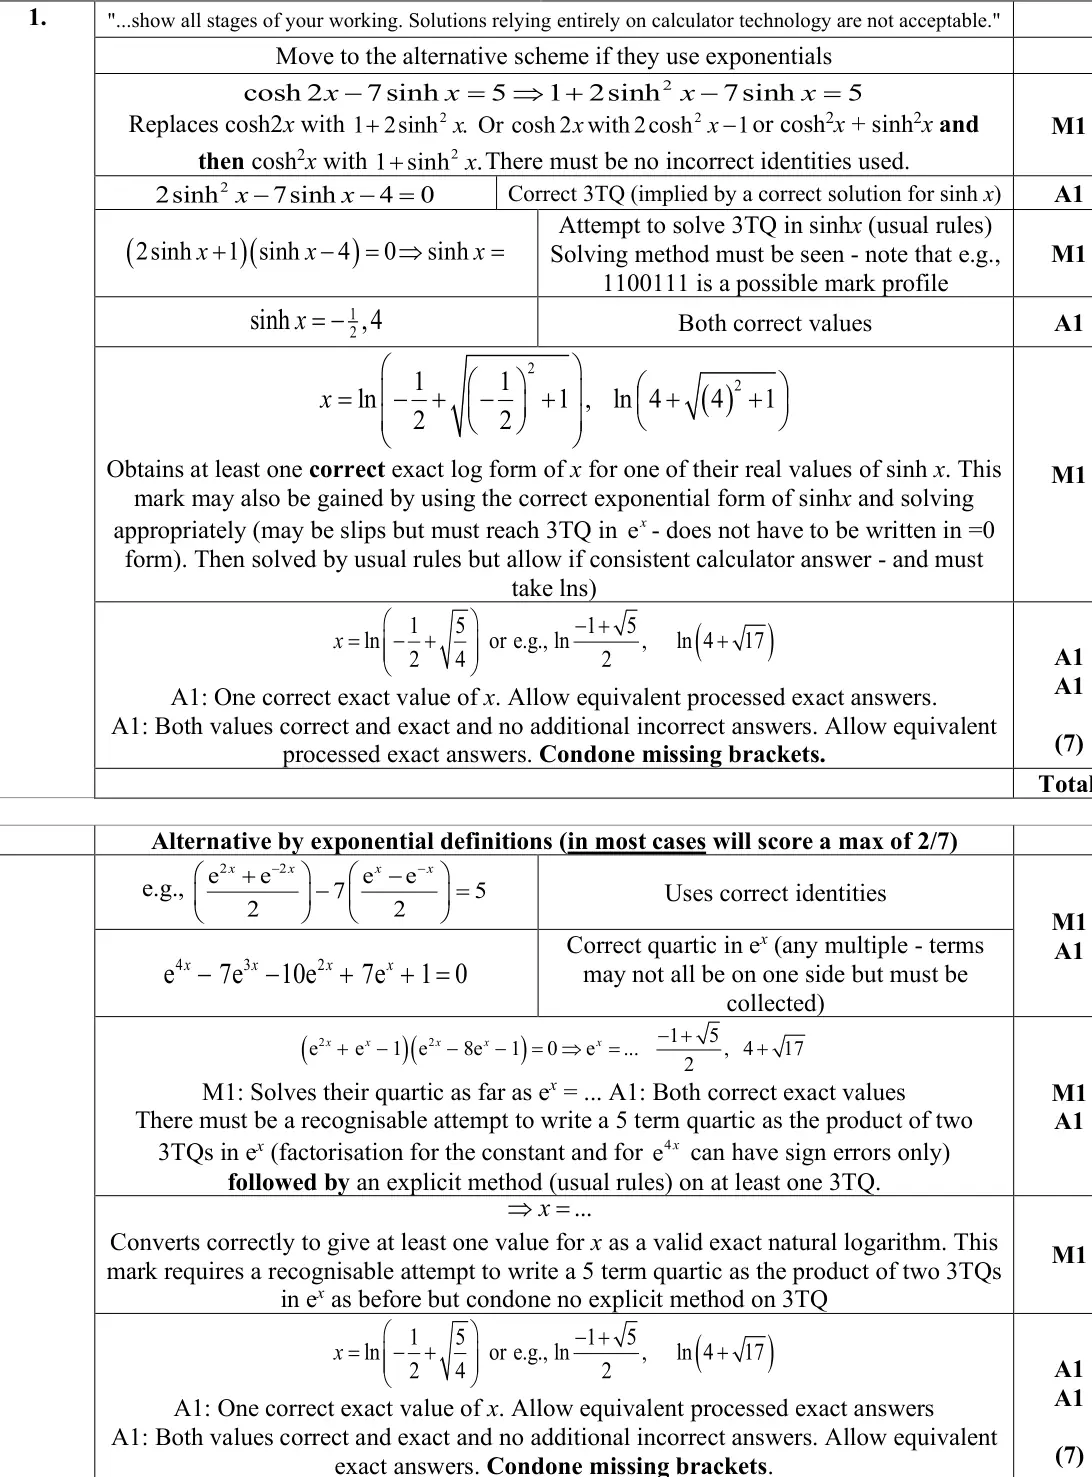 1.
"...show all stages of your working. Solutions relying entirely on calculator technology are not acceptable."
Move to the alternative scheme if they use exponentials
cosh 2x − 7 sinh x = 5 ⇒ 1 + 2 sinh² x − 7 sinh x = 5
Replaces cosh2x with 1 + 2sinh² x. Or cosh 2x with 2cosh² x −1 or cosh²x + sinh²x and
then cosh²x with 1 + sinh² x. There must be no incorrect identities used.
M1
2 sinh² x − 7 sinh x − 4 = 0
Correct 3TQ (implied by a correct solution for sinh x)
A1
(2sinh x + 1)(sinh x − 4) = 0 ⇒ sinh x =
Attempt to solve 3TQ in sinhx (usual rules)
Solving method must be seen - note that e.g.,
1100111 is a possible mark profile
M1
sinh x = −1/2, 4
Both correct values
A1
x = ln(−1/2 + √((−1/2)² + 1)), ln(4 + √((4)² + 1))
Obtains at least one correct exact log form of x for one of their real values of sinh x. This
mark may also be gained by using the correct exponential form of sinhx and solving
appropriately (may be slips but must reach 3TQ in eˣ - does not have to be written in =0
form). Then solved by usual rules but allow if consistent calculator answer - and must
take lns)
M1
x = ln(−1/2 + √(5/4)) or e.g., ln (−1+√5)/2, ln(4 + √17)
A1: One correct exact value of x. Allow equivalent processed exact answers.
A1: Both values correct and exact and no additional incorrect answers. Allow equivalent
processed exact answers. Condone missing brackets.
A1
A1
(7)
Total
Alternative by exponential definitions (in most cases will score a max of 2/7)
e.g., ((e²ˣ + e⁻²ˣ)/2) − 7((eˣ − e⁻ˣ)/2) = 5
Uses correct identities
M1
A1
e⁴ˣ − 7e³ˣ − 10e²ˣ + 7eˣ + 1 = 0
Correct quartic in eˣ (any multiple - terms
may not all be on one side but must be
collected)
(e²ˣ + eˣ − 1)(e²ˣ − 8eˣ − 1) = 0 ⇒ eˣ = ... (−1+√5)/2, 4 + √17
M1: Solves their quartic as far as eˣ = ... A1: Both correct exact values
There must be a recognisable attempt to write a 5 term quartic as the product of two
3TQs in eˣ (factorisation for the constant and for e⁴ˣ can have sign errors only)
followed by an explicit method (usual rules) on at least one 3TQ.
M1
A1
⇒ x = ...
Converts correctly to give at least one value for x as a valid exact natural logarithm. This
mark requires a recognisable attempt to write a 5 term quartic as the product of two 3TQs
in eˣ as before but condone no explicit method on 3TQ
M1
x = ln(−1/2 + √(5/4)) or e.g., ln (−1+√5)/2, ln(4 + √17)
A1: One correct exact value of x. Allow equivalent processed exact answers
A1: Both values correct and exact and no additional incorrect answers. Allow equivalent
exact answers. Condone missing brackets.
A1
A1
(7)